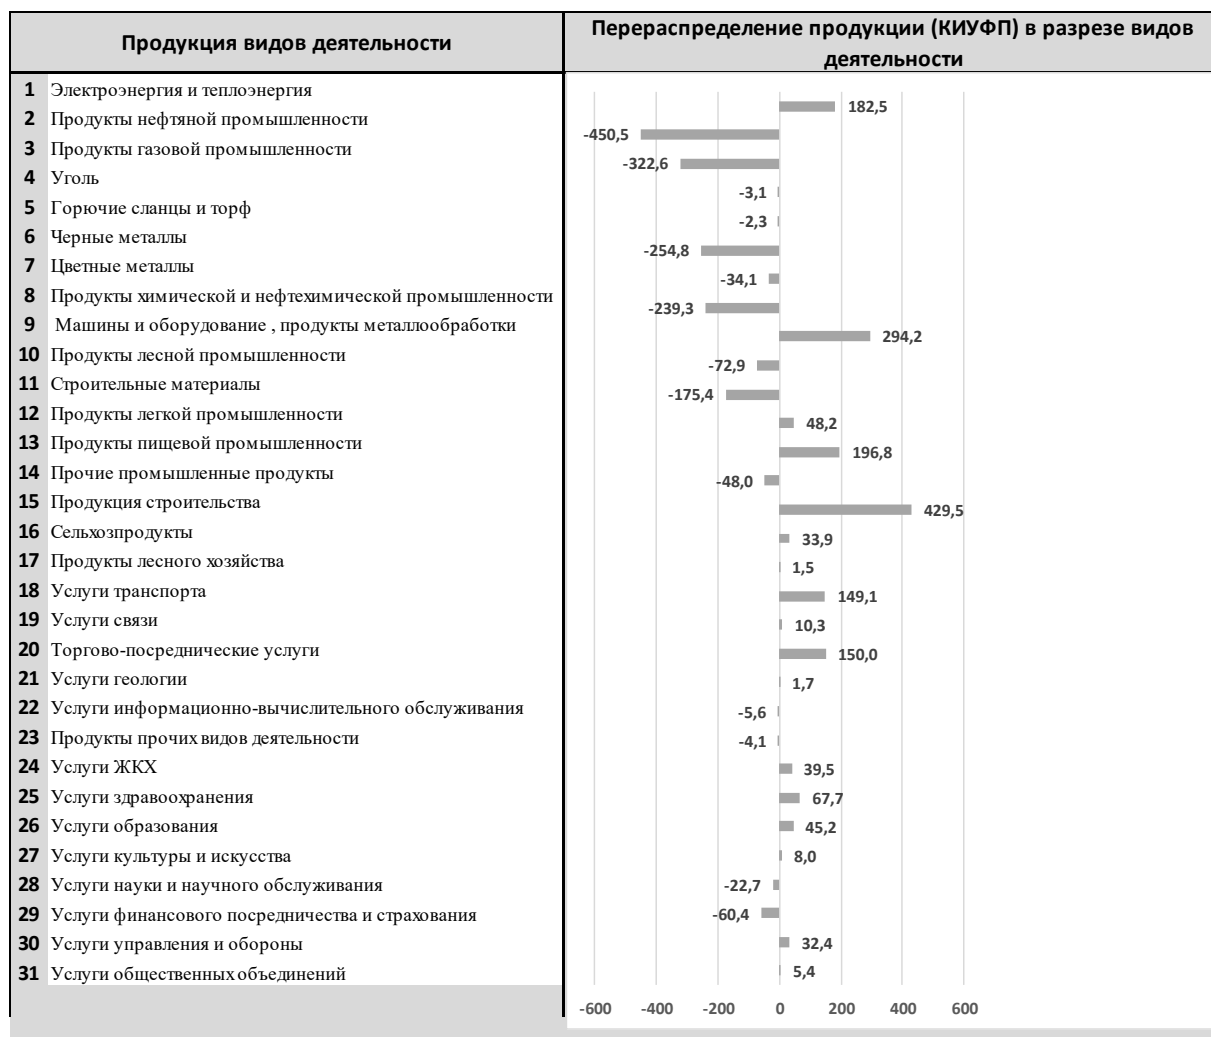 Продукция видов деятельности
Перераспределение продукции (КИУФП) в разрезе видов
деятельности
1 Электроэнергия и теплоэнергия
182,5
2 Продукты нефтяной промышленности
-450,5
3 Продукты газовой промышленности
-322,6
4 Уголь
-3,1
5 Горючие сланцы и торф
-2,3
6 Черные металлы
-254,8
7 Цветные металлы
-34,1
8 Продукты химической и нефтехимической промышленности
-239,3
9 Машины и оборудование , продукты металлообработки
294,2
10 Продукты лесной промышленности
-72,9
11 Строительные материалы
-175,4
12 Продукты легкой промышленности
48,2
13 Продукты пищевой промышленности
196,8
14 Прочие промышленные продукты
-48,0
15 Продукция строительства
429,5
16 Сельхозпродукты
33,9
17 Продукты лесного хозяйства
1,5
18 Услуги транспорта
149,1
19 Услуги связи
10,3
20 Торгово-посреднические услуги
150,0
21 Услуги геологии
1,7
22 Услуги информационно-вычислительного обслуживания
-5,6
23 Продукты прочих видов деятельности
-4,1
24 Услуги ЖКХ
39,5
25 Услуги здравоохранения
67,7
26 Услуги образования
45,2
27 Услуги культуры и искусства
8,0
28 Услуги науки и научного обслуживания
-22,7
29 Услуги финансового посредничества и страхования
-60,4
30 Услуги управления и обороны
32,4
31 Услуги общественных объединений
5,4
-600 -400 -200 0 200 400 600